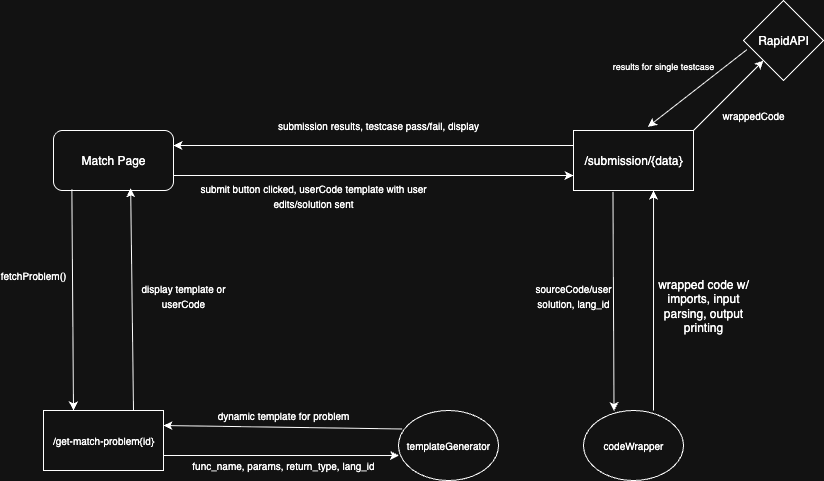 RapidAPI
results for single testcase
wrappedCode
submission results, testcase pass/fail, display
Match Page
/submission/{data}
submit button clicked, userCode template with user
edits/solution sent
fetchProblem()
display template or
userCode
sourceCode/user
solution, lang_id
wrapped code w/
imports, input
parsing, output
printing
dynamic template for problem
/get-match-problem{id}
templateGenerator
codeWrapper
func_name, params, return_type, lang_id